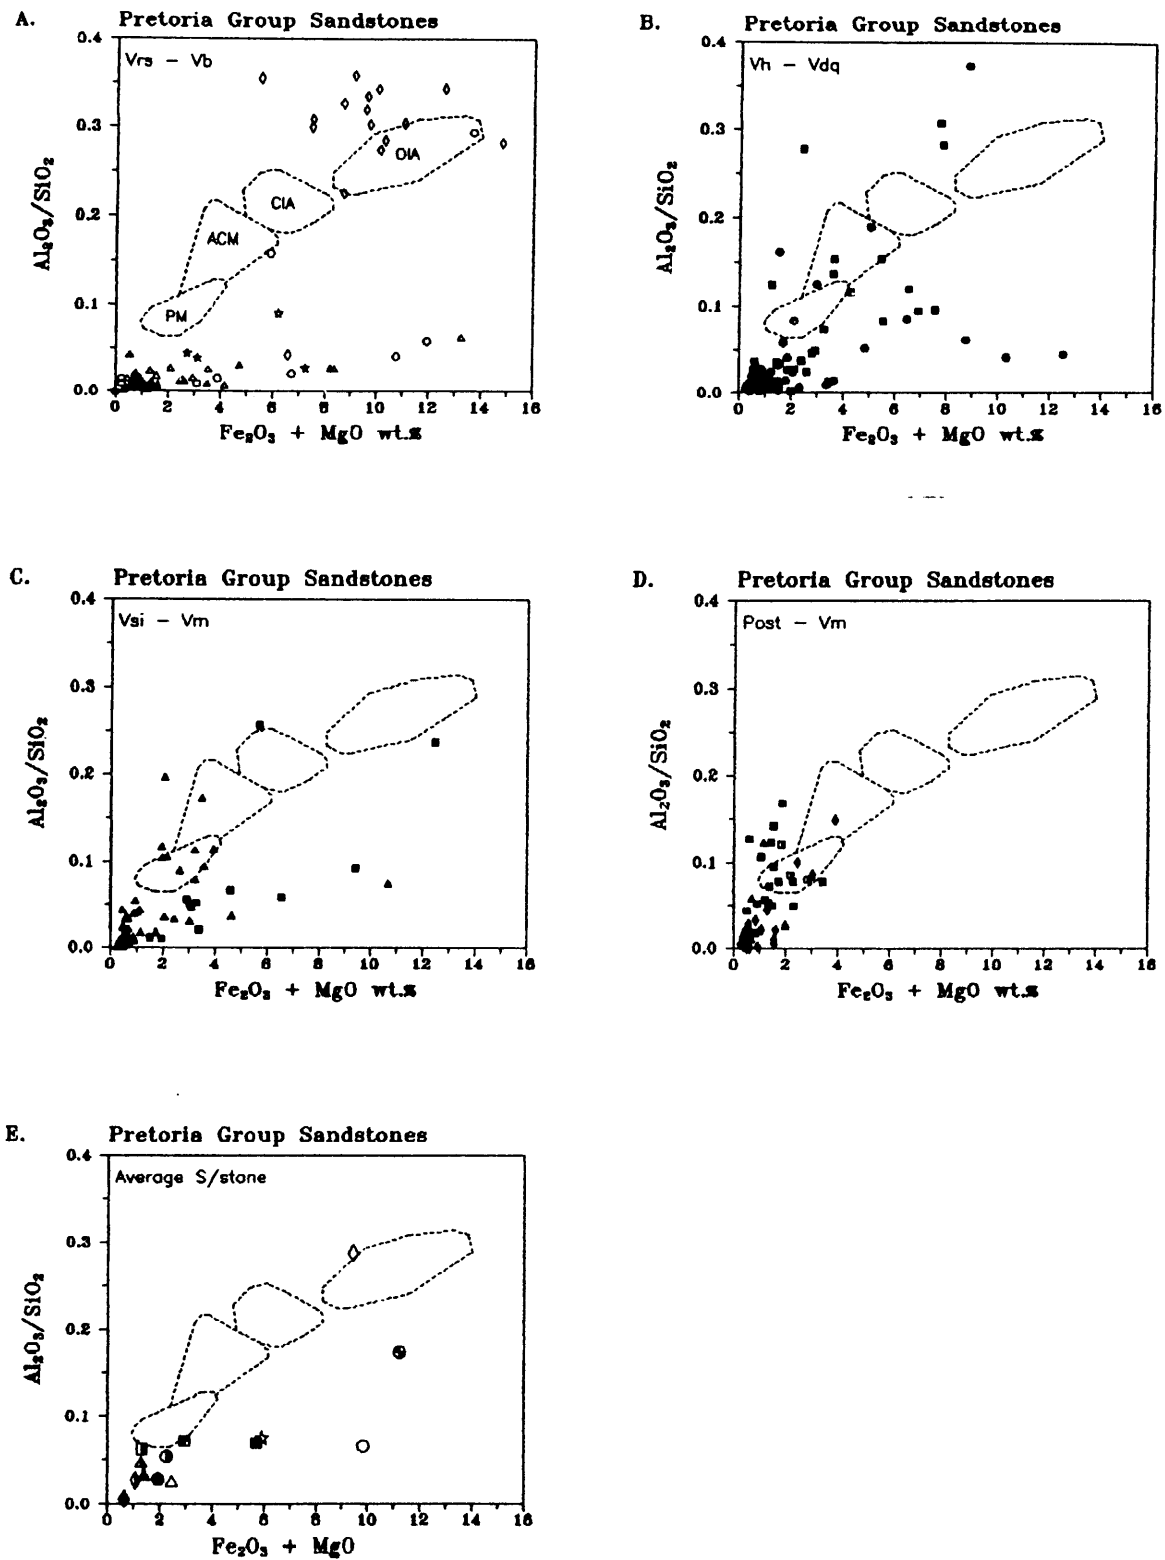 A. Pretoria Group Sandstones
Vrs – Vb
0.4
0.3
0.2
0.1
0.0
OIA
CIA
ACM
PM
0 2 4 6 8 10 12 14 16
Al₂O₃/SiO₂
Fe₂O₃ + MgO wt.%
B. Pretoria Group Sandstones
Vh – Vdq
0.4
0.3
0.2
0.1
0.0
0 2 4 6 8 10 12 14 16
Al₂O₃/SiO₂
Fe₂O₃ + MgO wt.%
C. Pretoria Group Sandstones
Vsi – Vm
0.4
0.3
0.2
0.1
0.0
0 2 4 6 8 10 12 14 16
Al₂O₃/SiO₂
Fe₂O₃ + MgO wt.%
D. Pretoria Group Sandstones
Post – Vm
0.4
0.3
0.2
0.1
0.0
0 2 4 6 8 10 12 14 16
Al₂O₃/SiO₂
Fe₂O₃ + MgO wt.%
E. Pretoria Group Sandstones
Average S/stone
0.4
0.3
0.2
0.1
0.0
0 2 4 6 8 10 12 14 16
Al₂O₃/SiO₂
Fe₂O₃ + MgO